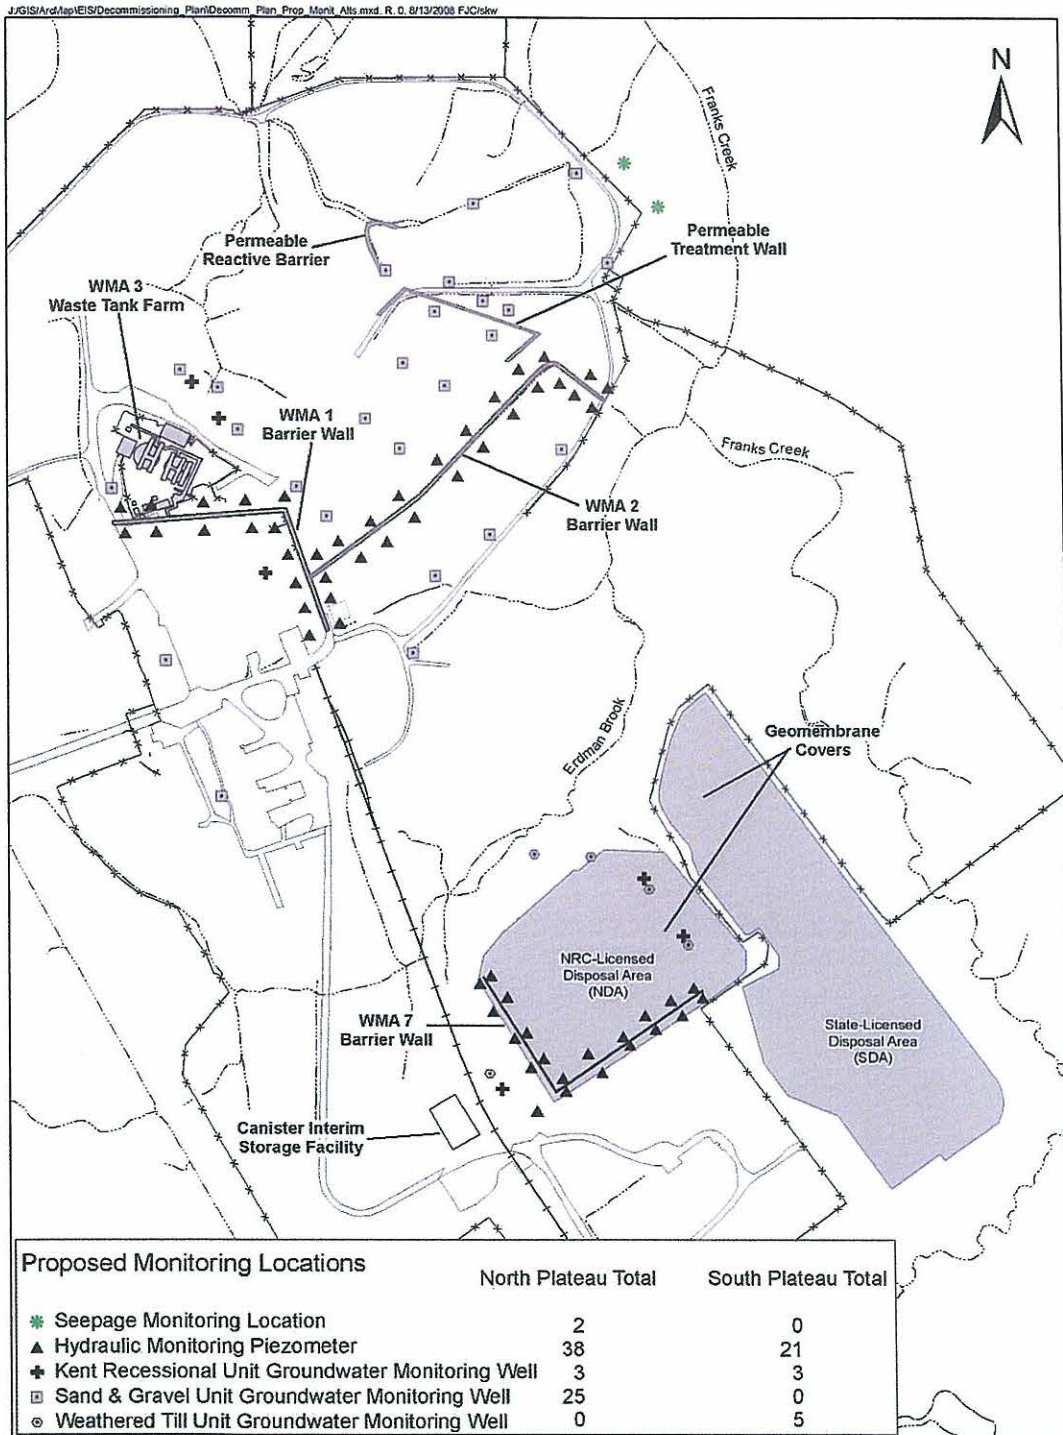 J:/GIS/ArcMap/EIS/Decommissioning_Plan/Decomm_Plan_Prop_Monit_Alts.mxd. R. 0. 8/13/2008 FJC/skw
N
Franks Creek
Permeable
Reactive Barrier
Permeable
Treatment Wall
WMA 3
Waste Tank Farm
WMA 1
Barrier Wall
Franks Creek
WMA 2
Barrier Wall
Erdman Brook
Geomembrane
Covers
NRC-Licensed
Disposal Area
(NDA)
WMA 7
Barrier Wall
State-Licensed
Disposal Area
(SDA)
Canister Interim
Storage Facility
Proposed Monitoring Locations
North Plateau Total South Plateau Total
Seepage Monitoring Location 2 0
Hydraulic Monitoring Piezometer 38 21
Kent Recessional Unit Groundwater Monitoring Well 3 3
Sand & Gravel Unit Groundwater Monitoring Well 25 0
Weathered Till Unit Groundwater Monitoring Well 0 5